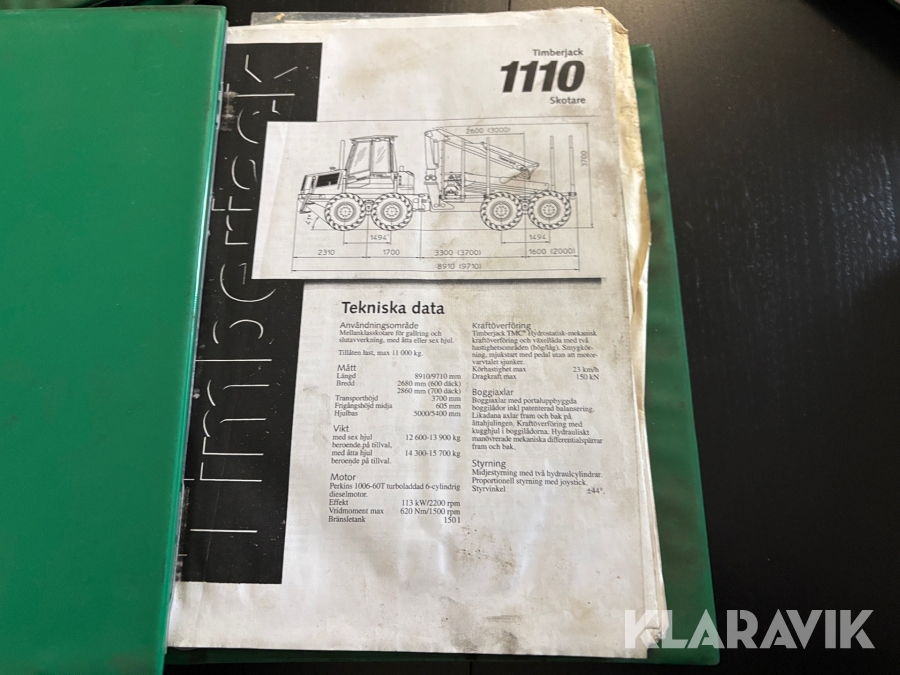 Timberjack
Timberjack
1110
Skotare
2600 (3000)
3700
1494
1494
2310
1700
3300 (3700)
1600 (2000)
8910 (9710)
Tekniska data
Användningsområde
Mellanklasskotare för gallring och
slutavverkning, med åtta eller sex hjul.
Tillåten last, max 11 000 kg.
Mått
Längd 8910/9710 mm
Bredd 2680 mm (600 däck)
2860 mm (700 däck)
Transporthöjd 3700 mm
Frigångshöjd midja 605 mm
Hjulbas 5000/5400 mm
Vikt
med sex hjul 12 600-13 900 kg
beroende på tillval.
med åtta hjul 14 300-15 700 kg
beroende på tillval.
Motor
Perkins 1006-60T turboladdad 6-cylindrig
dieselmotor.
Effekt 113 kW/2200 rpm
Vridmoment max 620 Nm/1500 rpm
Bränsletank 150 l
Kraftöverföring
Timberjack TMC® Hydrostatisk-mekanisk
kraftöverföring och växellåda med två
hastighetsområden (hög/låg). Smygkör-
ning, mjukstart med pedal utan att motor-
varvtalet sjunker.
Körhastighet max 23 km/h
Dragkraft max 150 kN
Boggiaxlar
Boggiaxlar med portaluppbyggda
boggilådor inkl patenterad balansering.
Likadana axlar fram och bak på
åttahjulingen. Kraftöverföring med
kugghjul i boggilådorna. Hydrauliskt
manövrerade mekaniska differentialspärrar
fram och bak.
Styrning
Midjestyrning med två hydraulcylindrar.
Proportionell styrning med joystick.
Styrvinkel ±44°.
KLARAVIK